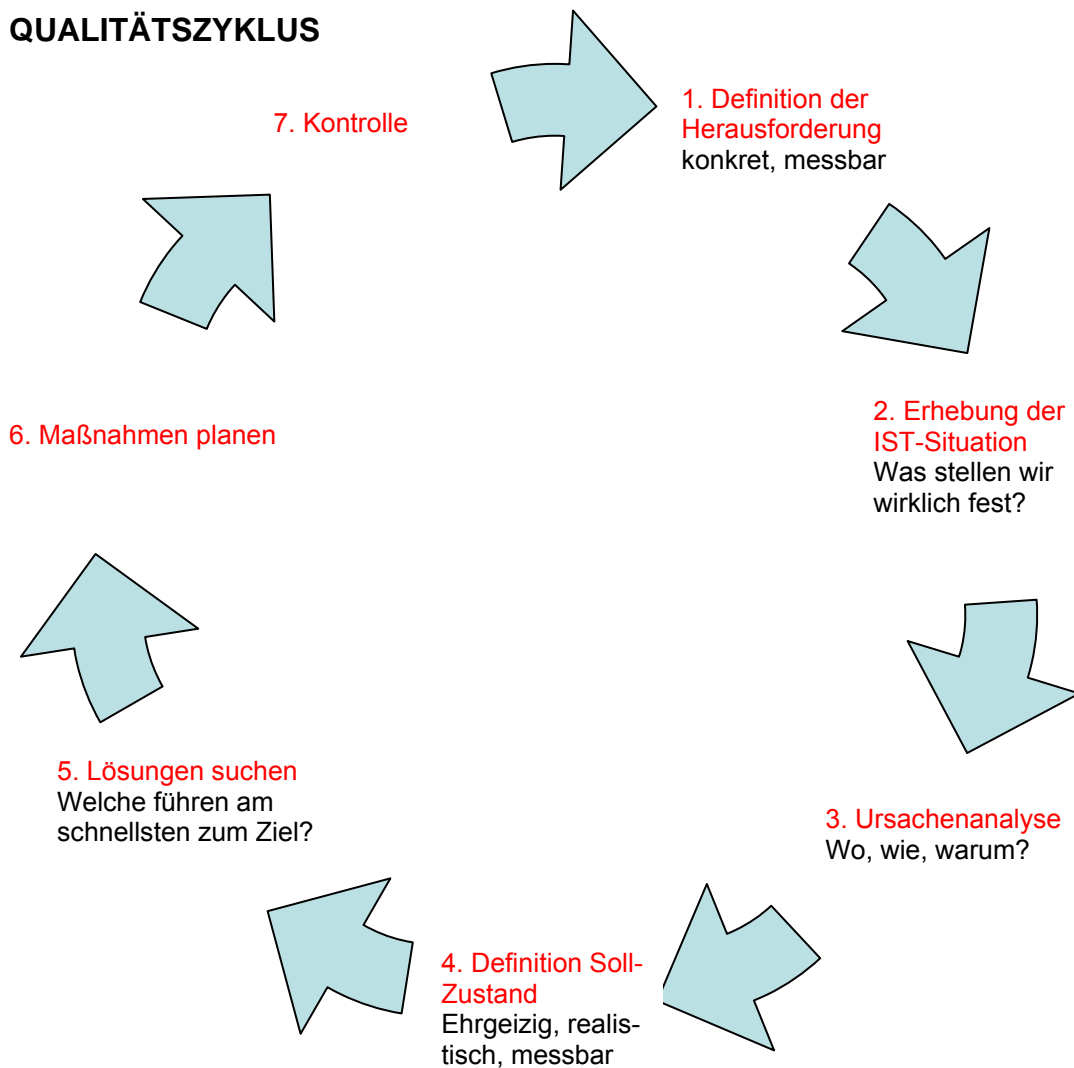 QUALITÄTSZYKLUS
1. Definition der
Herausforderung
konkret, messbar
2. Erhebung der
IST-Situation
Was stellen wir
wirklich fest?
3. Ursachenanalyse
Wo, wie, warum?
4. Definition Soll-
Zustand
Ehrgeizig, realis-
tisch, messbar
5. Lösungen suchen
Welche führen am
schnellsten zum Ziel?
6. Maßnahmen planen
7. Kontrolle